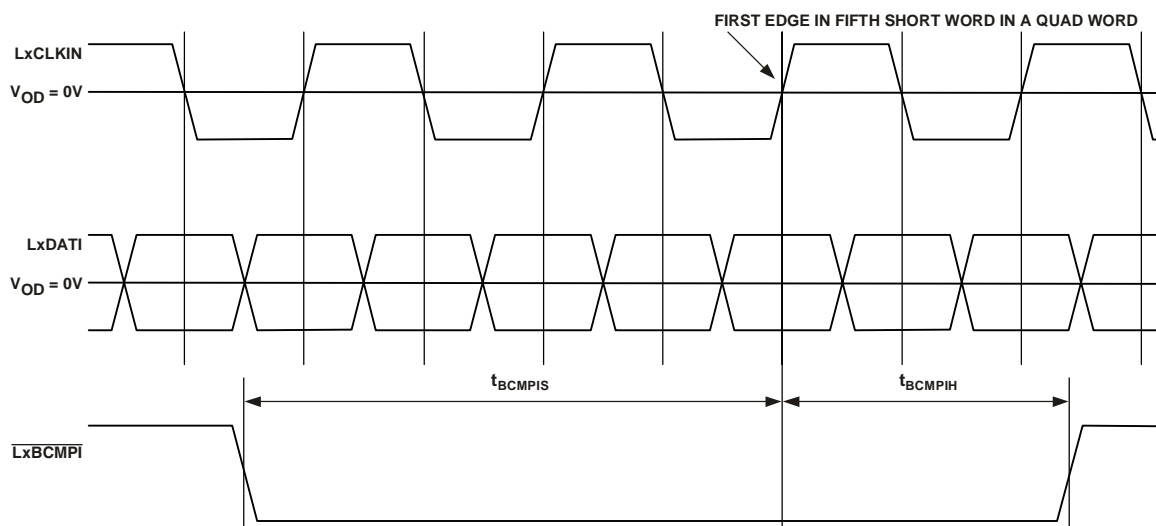 FIRST EDGE IN FIFTH SHORT WORD IN A QUAD WORD
LxCLKIN
VOD = 0V
LxDATI
VOD = 0V
tBCMPIS
tBCMPIH
LxBCMPI